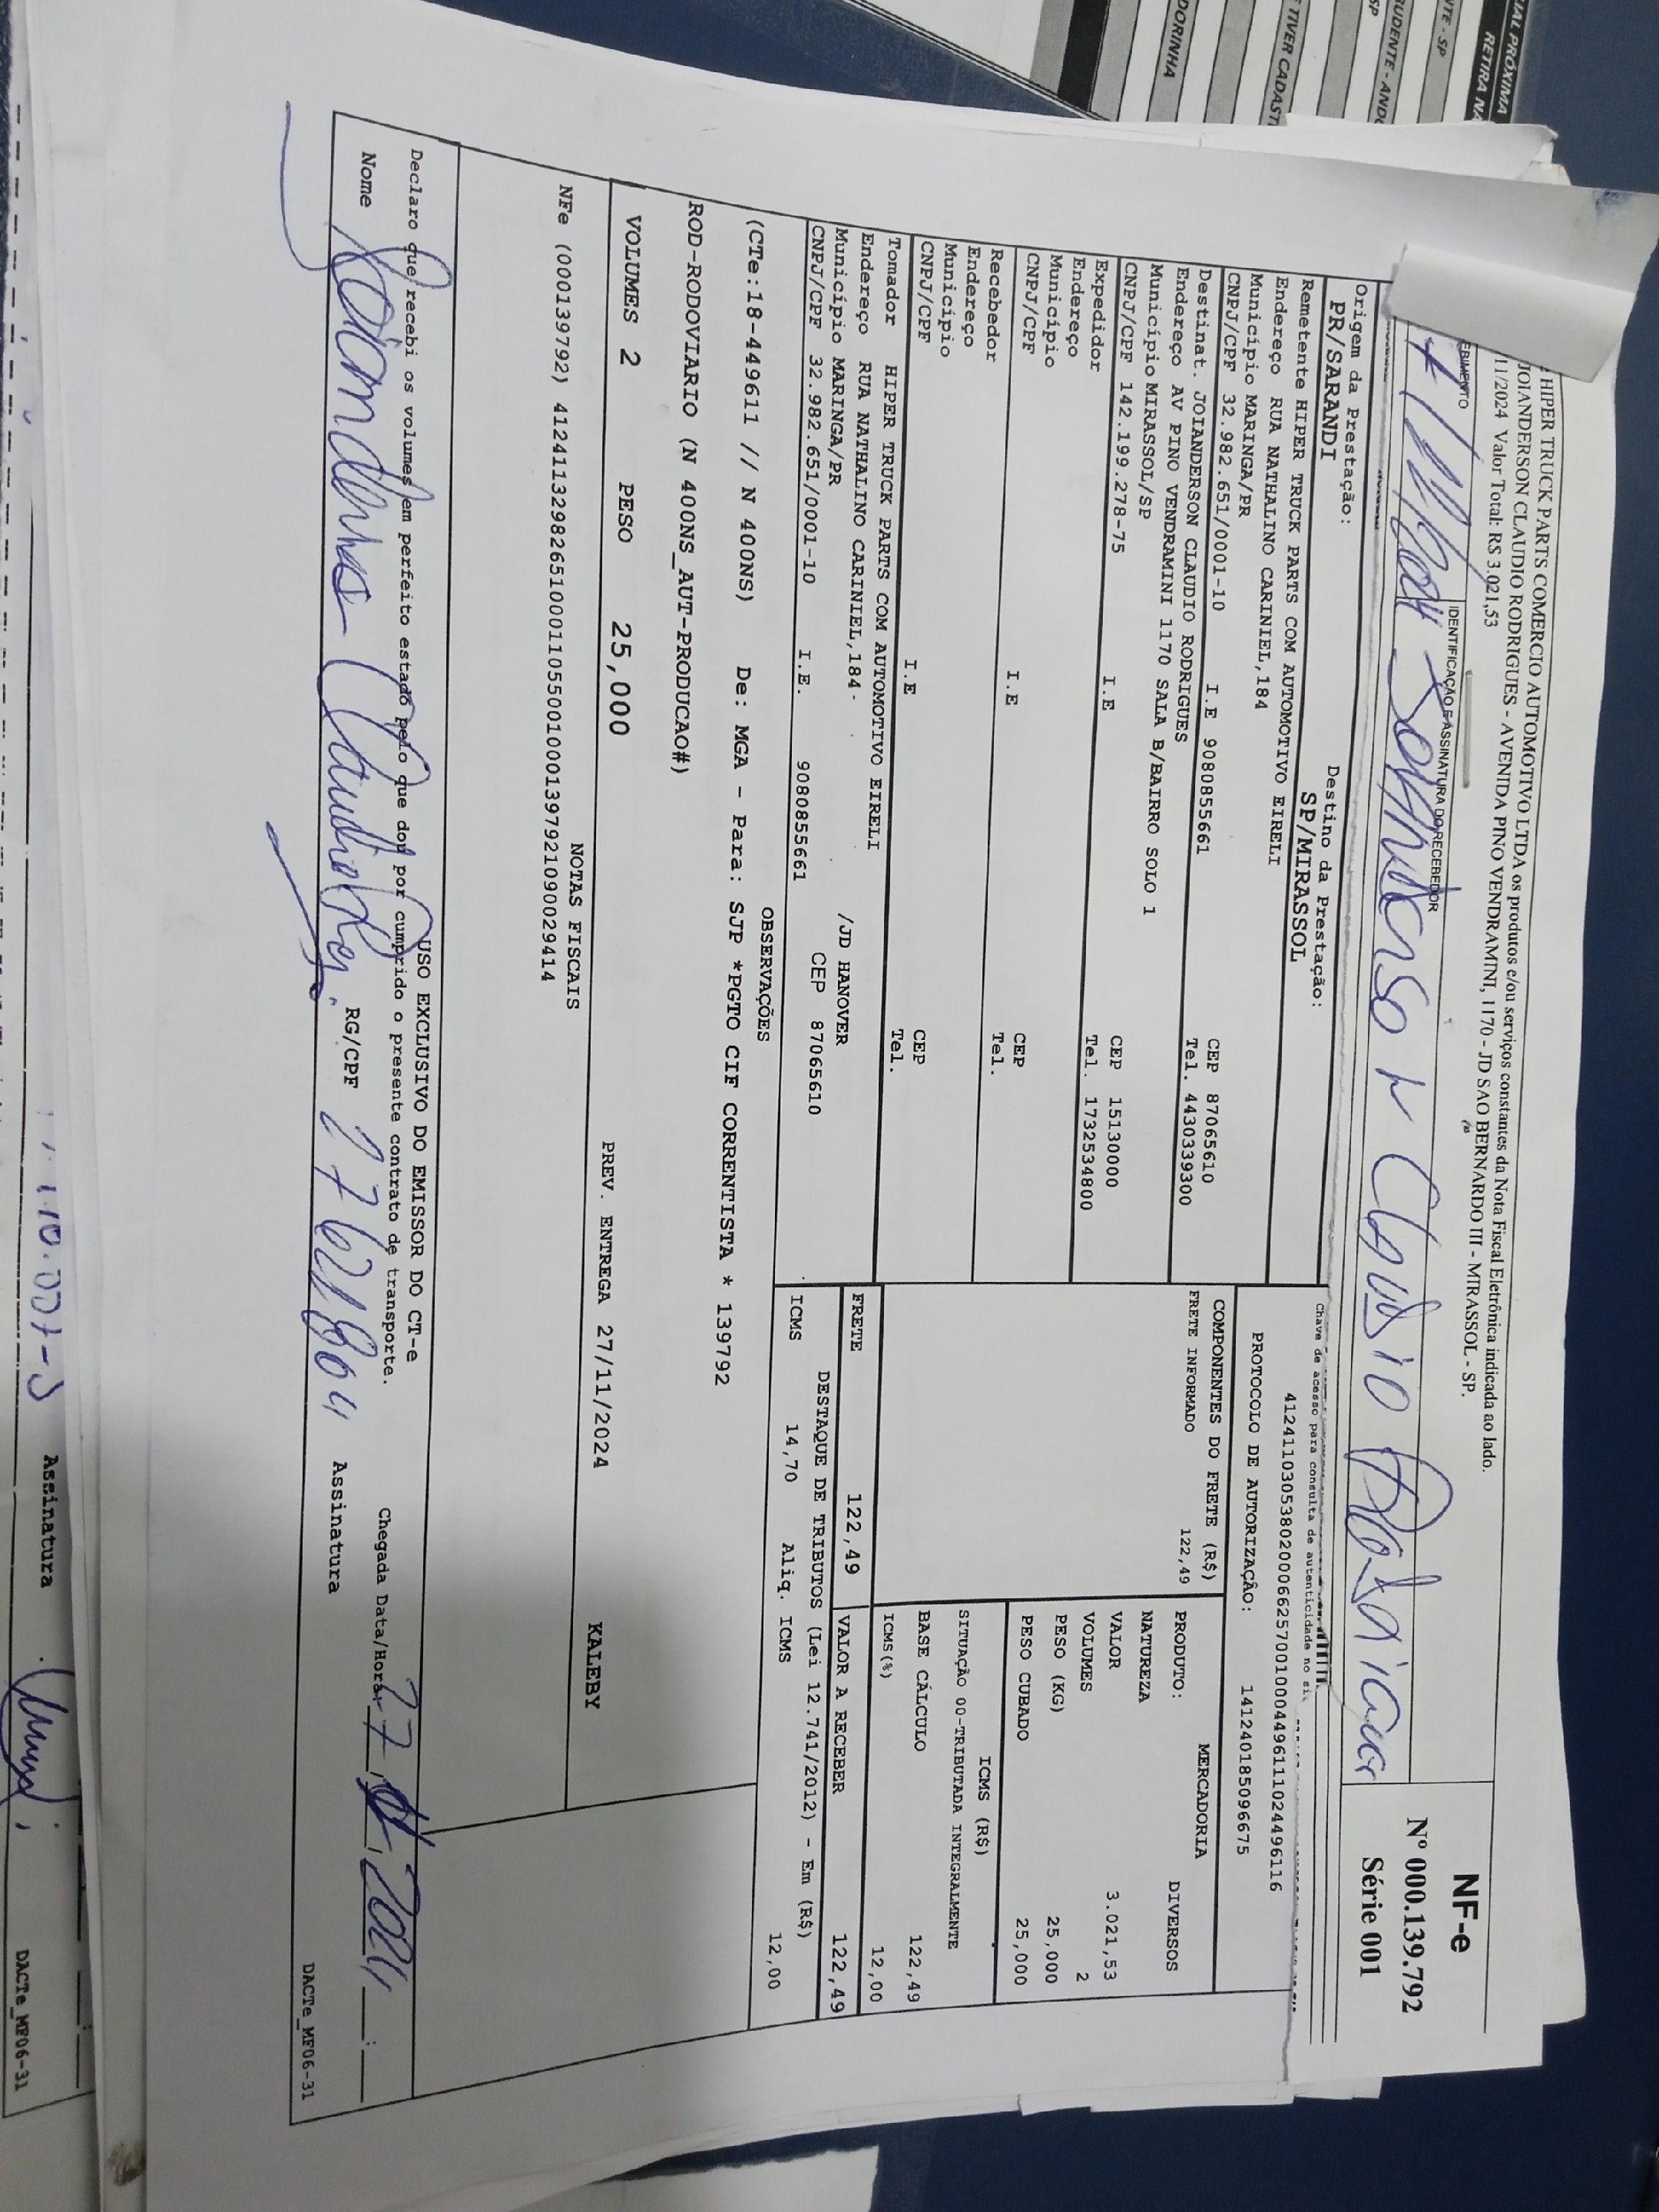 HIPER TRUCK PARTS COMERCIO AUTOMOTIVO LTDA os produtos e/ou serviços constantes da Nota Fiscal Eletrônica indicada ao lado.
JOIANDERSON CLAUDIO RODRIGUES - AVENIDA PINO VENDRAMINI, 1170 - JD SAO BERNARDO III - MIRASSOL - SP.
11/2024 Valor Total: R$ 3.021,53
IDENTIFICAÇÃO E ASSINATURA DO RECEBEDOR
NF-e
Nº 000.139.792
Série 001
Origem da Prestação:
PR/SARANDI
Destino da Prestação:
SP/MIRASSOL
Chave de acesso para consulta de autenticidade no si
41241103053802000662570010004496111024496116
PROTOCOLO DE AUTORIZAÇÃO: 141240185096675
Remetente HIPER TRUCK PARTS COM AUTOMOTIVO EIRELI
Endereço RUA NATHALINO CARINIEL,184
Município MARINGA/PR CEP 87065610
CNPJ/CPF 32.982.651/0001-10 I.E 9080855661 Tel. 4430339300
Destinat. JOIANDERSON CLAUDIO RODRIGUES
Endereço AV PINO VENDRAMINI 1170 SALA B/BAIRRO SOLO 1
Município MIRASSOL/SP CEP 15130000
CNPJ/CPF 142.199.278-75 I.E Tel. 1732534800
Expedidor
Endereço
Município CEP
CNPJ/CPF I.E Tel.
Recebedor
Endereço
Município CEP
CNPJ/CPF I.E Tel.
Tomador HIPER TRUCK PARTS COM AUTOMOTIVO EIRELI
Endereço RUA NATHALINO CARINIEL,184 /JD HANOVER
Município MARINGA/PR CEP 87065610
CNPJ/CPF 32.982.651/0001-10 I.E. 9080855661
COMPONENTES DO FRETE (R$)
FRETE INFORMADO 122,49
MERCADORIA
PRODUTO: DIVERSOS
NATUREZA
VALOR 3.021,53
VOLUMES 2
PESO (KG) 25,000
PESO CUBADO 25,000
ICMS (R$)
SITUAÇÃO 00-TRIBUTADA INTEGRALMENTE
BASE CÁLCULO 122,49
ICMS(%) 12,00
FRETE 122,49 VALOR A RECEBER 122,49
DESTAQUE DE TRIBUTOS (Lei 12.741/2012) - Em (R$)
ICMS 14,70 Aliq. ICMS 12,00
OBSERVAÇÕES
(CTe:18-449611 // N 400NS) De: MGA - Para: SJP *PGTO CIF CORRENTISTA * 139792
ROD-RODOVIARIO (N 400NS_AUT-PRODUCAO#)
VOLUMES 2 PESO 25,000 PREV. ENTREGA 27/11/2024 KALEBY
NOTAS FISCAIS
NFe (000139792) 41241132982651000110550010001397921090029414
USO EXCLUSIVO DO EMISSOR DO CT-e
Declaro que recebi os volumes em perfeito estado pelo que dou por cumprido o presente contrato de transporte.
Chegada Data/Hora
Nome RG/CPF Assinatura
DACTe_MF06-31
Assinatura
DACTe_MF06-31